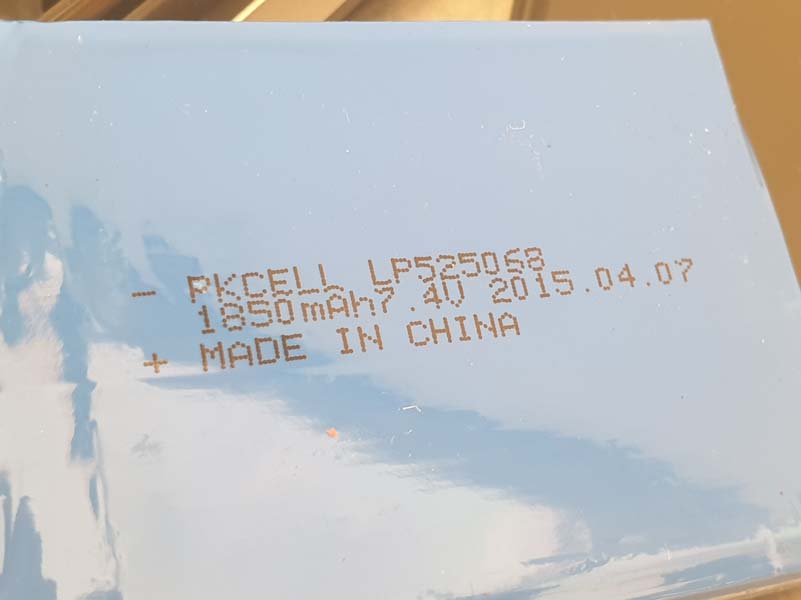 - PKCELL LP525068
1850mAh7.4V 2015.04.07
+ MADE IN CHINA